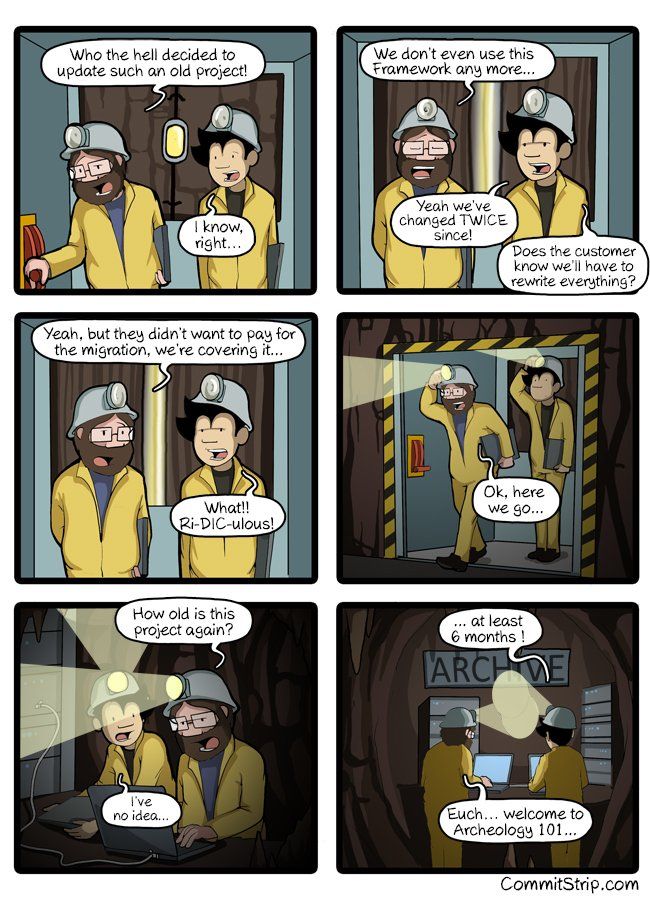 Who the hell decided to
update such an old project!
I know,
right...
We don't even use this
Framework any more...
Yeah we've
changed TWICE
since!
Does the customer
know we'll have to
rewrite everything?
Yeah, but they didn't want to pay for
the migration, we're covering it...
What!!
Ri-DIC-ulous!
Ok, here
we go...
How old is this
project again?
I've
no idea...
... at least
6 months !
ARCHIVE
Euch... welcome to
Archeology 101...
CommitStrip.com